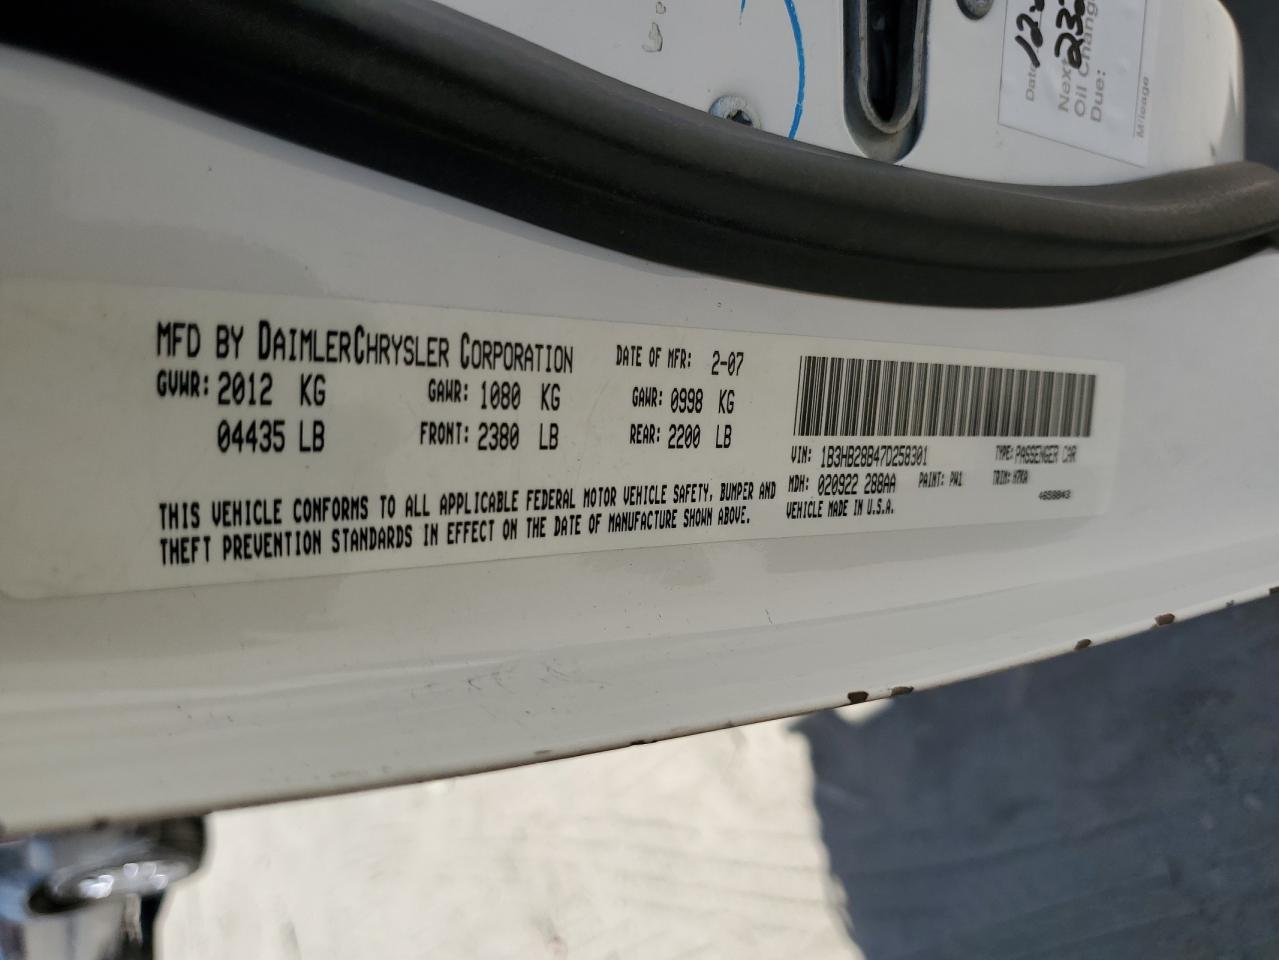 MFD BY DAIMLERCHRYSLER CORPORATION DATE OF MFR: 2-07
GVWR: 2012 KG GAWR: 1080 KG GAWR: 0998 KG
04435 LB FRONT: 2380 LB REAR: 2200 LB
THIS VEHICLE CONFORMS TO ALL APPLICABLE FEDERAL MOTOR VEHICLE SAFETY, BUMPER AND
THEFT PREVENTION STANDARDS IN EFFECT ON THE DATE OF MANUFACTURE SHOWN ABOVE.
VIN: 1B3HB28B47D258301 TYPE: PASSENGER CAR
MDH: 020922 288AA PAINT: PW1 TRIM:
VEHICLE MADE IN U.S.A.
Date
Next
Oil Change
Due:
Mileage